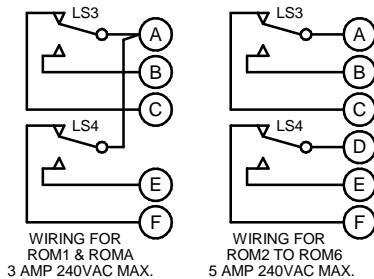 LS3
A
B
C
LS4
E
F
WIRING FOR
ROM1 & ROMA
3 AMP 240VAC MAX.
LS3
A
B
C
LS4
D
E
F
WIRING FOR
ROM2 TO ROM6
5 AMP 240VAC MAX.